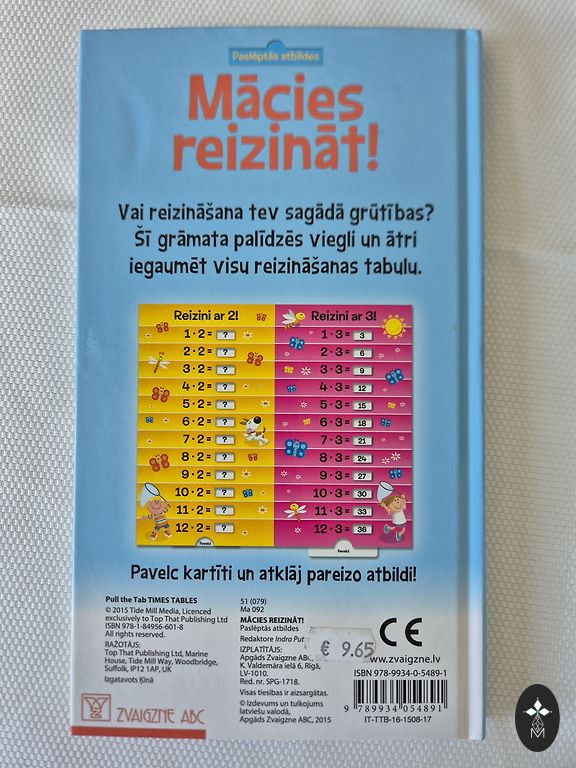 Paslēptās atbildes
Mācies
reizināt!
Vai reizināšana tev sagādā grūtības?
Šī grāmata palīdzēs viegli un ātri
iegaumēt visu reizināšanas tabulu.
Reizini ar 2!
1 · 2 = ?
2 · 2 = ?
3 · 2 = ?
4 · 2 = ?
5 · 2 = ?
6 · 2 = ?
7 · 2 = ?
8 · 2 = ?
9 · 2 = ?
10 · 2 = ?
11 · 2 = ?
12 · 2 = ?
Pavelc!
Reizini ar 3!
1 · 3 = 3
2 · 3 = 6
3 · 3 = 9
4 · 3 = 12
5 · 3 = 15
6 · 3 = 18
7 · 3 = 21
8 · 3 = 24
9 · 3 = 27
10 · 3 = 30
11 · 3 = 33
12 · 3 = 36
Pavelc!
Pavelc kartīti un atklāj pareizo atbildi!
Pull the Tab TIMES TABLES
© 2015 Tide Mill Media, Licenced
exclusively to Top That Publishing Ltd
ISBN 978-1-84956-601-8
All rights reserved.
RAŽOTĀJS:
Top That Publishing Ltd, Marine
House, Tide Mill Way, Woodbridge,
Suffolk, IP12 1AP, UK
Izgatavots Ķīnā
ZVAIGZNE ABC
51 (079)
Ma 092
MĀCIES REIZINĀT!
Paslēptās atbildes
Redaktore Indra
IZPLATĪTĀJS:
Apgāds Zvaigzne ABC,
K. Valdemāra ielā 6, Rīgā,
LV-1010.
Red. nr. SPG-1718.
Visas tiesības ir aizsargātas.
© Izdevums un tulkojums
latviešu valodā,
Apgāds Zvaigzne ABC, 2015
€ 9.65
CE
www.zvaigzne.lv
ISBN 978-9934-0-5489-1
9 789934 054891
IT-TTB-16-1508-17
M